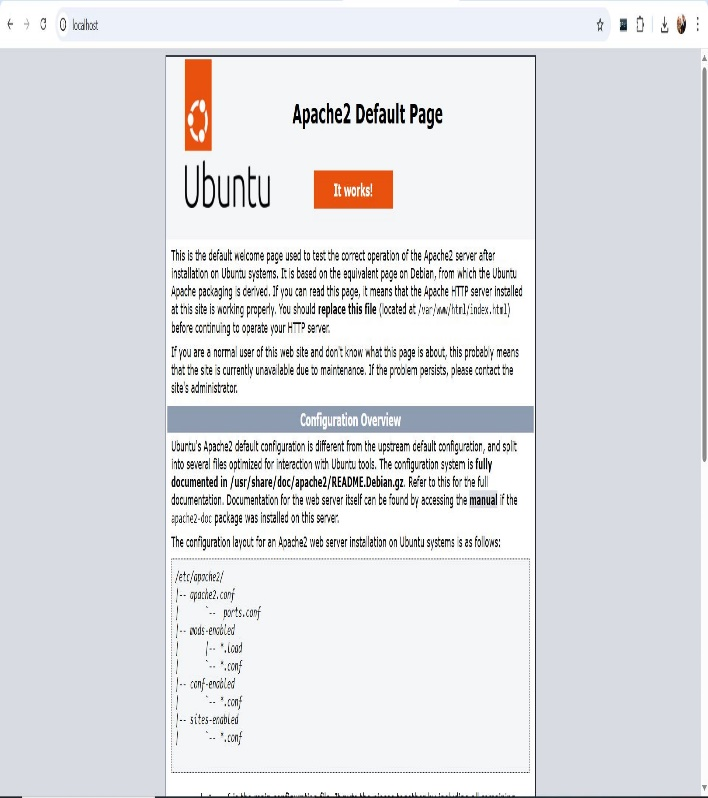 localhost
Apache2 Default Page
Ubuntu
It works!
This is the default welcome page used to test the correct operation of the Apache2 server after
installation on Ubuntu systems. It is based on the equivalent page on Debian, from which the Ubuntu
Apache packaging is derived. If you can read this page, it means that the Apache HTTP server installed
at this site is working properly. You should replace this file (located at /var/www/html/index.html)
before continuing to operate your HTTP server.
If you are a normal user of this web site and don't know what this page is about, this probably means
that the site is currently unavailable due to maintenance. If the problem persists, please contact the
site's administrator.
Configuration Overview
Ubuntu's Apache2 default configuration is different from the upstream default configuration, and split
into several files optimized for interaction with Ubuntu tools. The configuration system is fully
documented in /usr/share/doc/apache2/README.Debian.gz. Refer to this for the full
documentation. Documentation for the web server itself can be found by accessing the manual if the
apache2-doc package was installed on this server.
The configuration layout for an Apache2 web server installation on Ubuntu systems is as follows:
/etc/apache2/
|-- apache2.conf
|       `--  ports.conf
|-- mods-enabled
|       |-- *.load
|       `-- *.conf
|-- conf-enabled
|       `-- *.conf
|-- sites-enabled
|       `-- *.conf